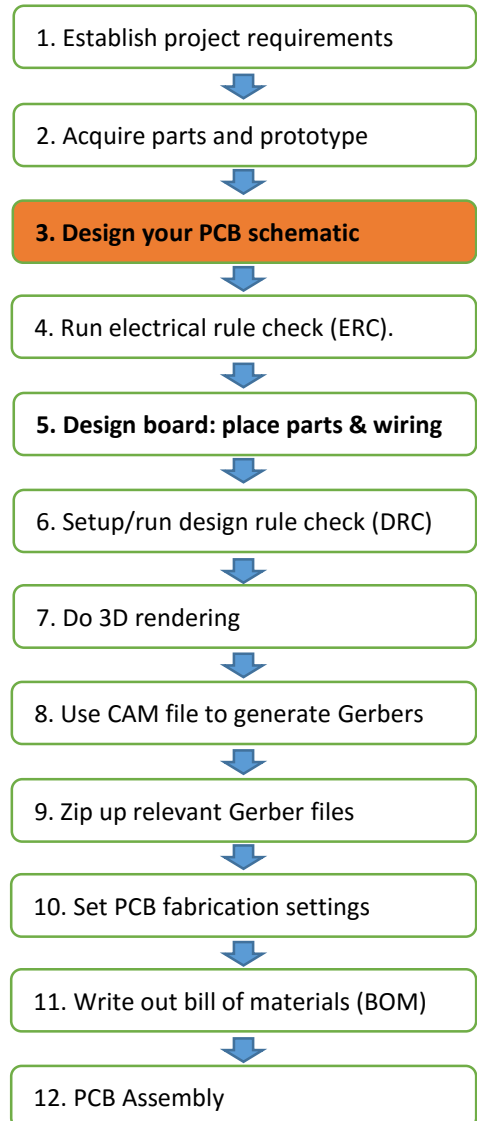 1. Establish project requirements
2. Acquire parts and prototype
3. Design your PCB schematic
4. Run electrical rule check (ERC).
5. Design board: place parts & wiring
6. Setup/run design rule check (DRC)
7. Do 3D rendering
8. Use CAM file to generate Gerbers
9. Zip up relevant Gerber files
10. Set PCB fabrication settings
11. Write out bill of materials (BOM)
12. PCB Assembly